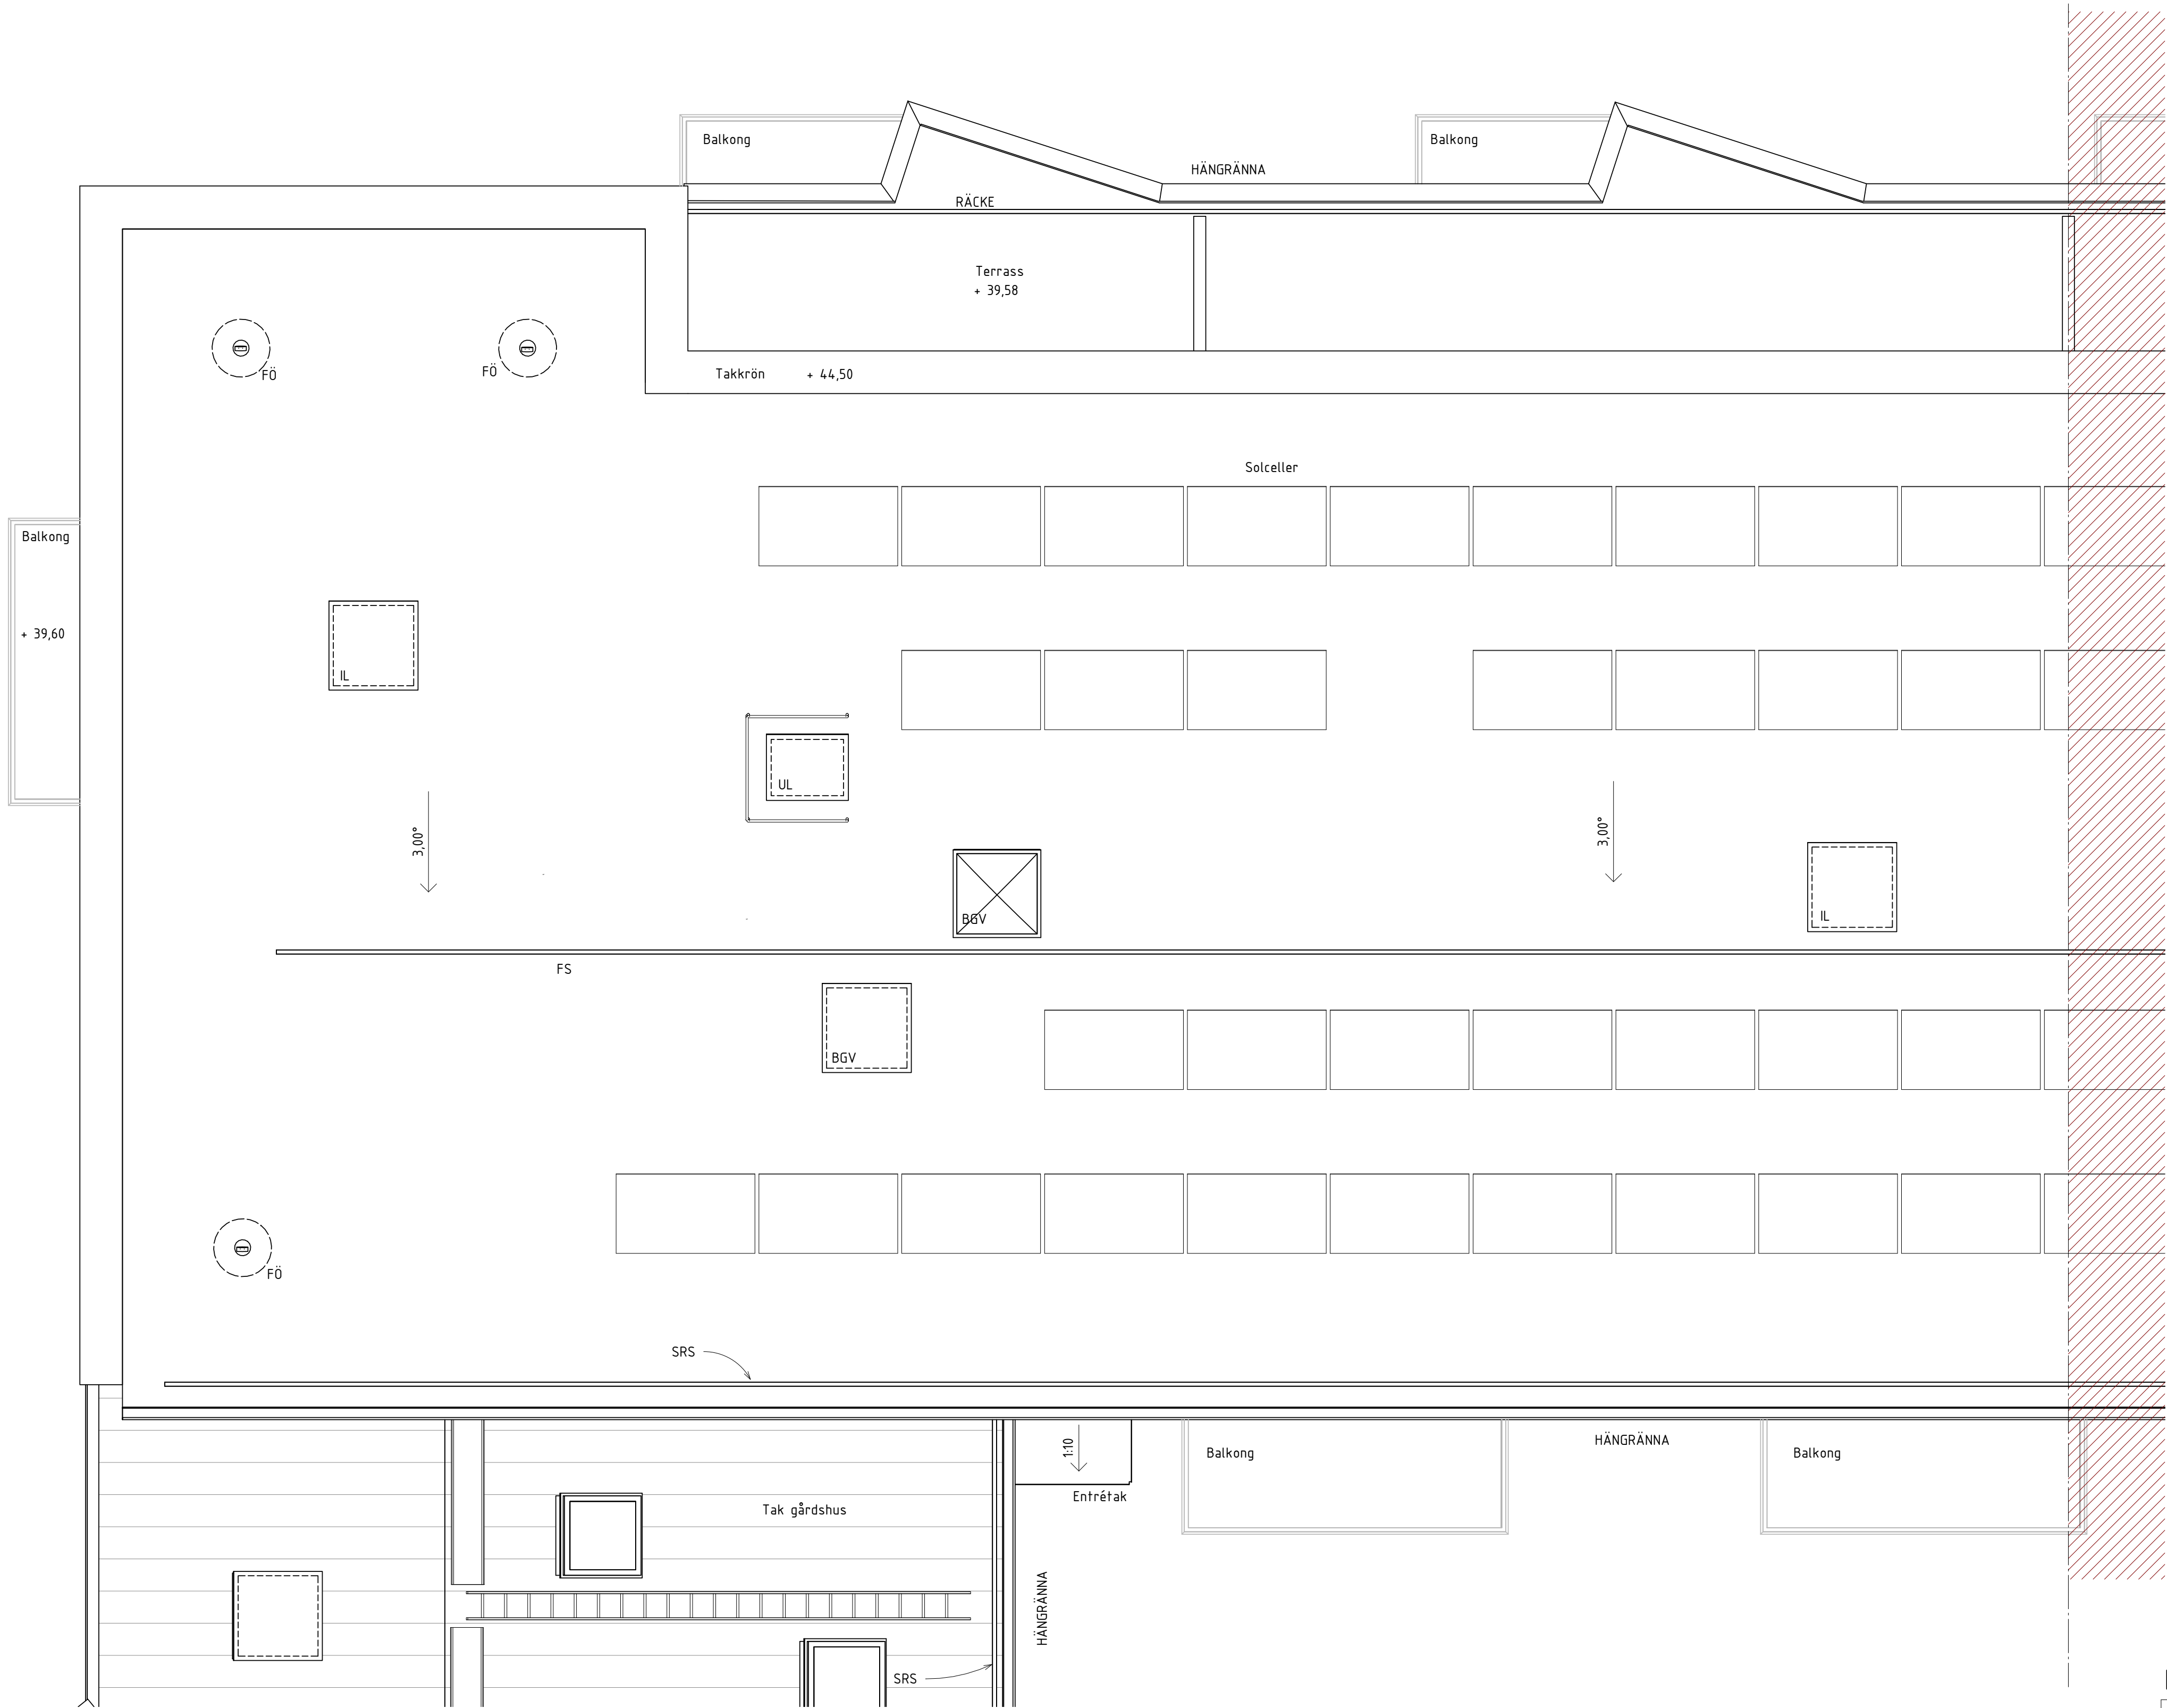 Balkong
Balkong
HÄNGRÄNNA
RÄCKE
Terrass
+ 39,58
FÖ
FÖ
Takkrön + 44,50
Solceller
Balkong
+ 39,60
IL
UL
3,00°
3,00°
BGV
IL
FS
BGV
FÖ
SRS
1:10
Balkong
HÄNGRÄNNA
Balkong
Entrétak
Tak gårdshus
HÄNGRÄNNA
SRS